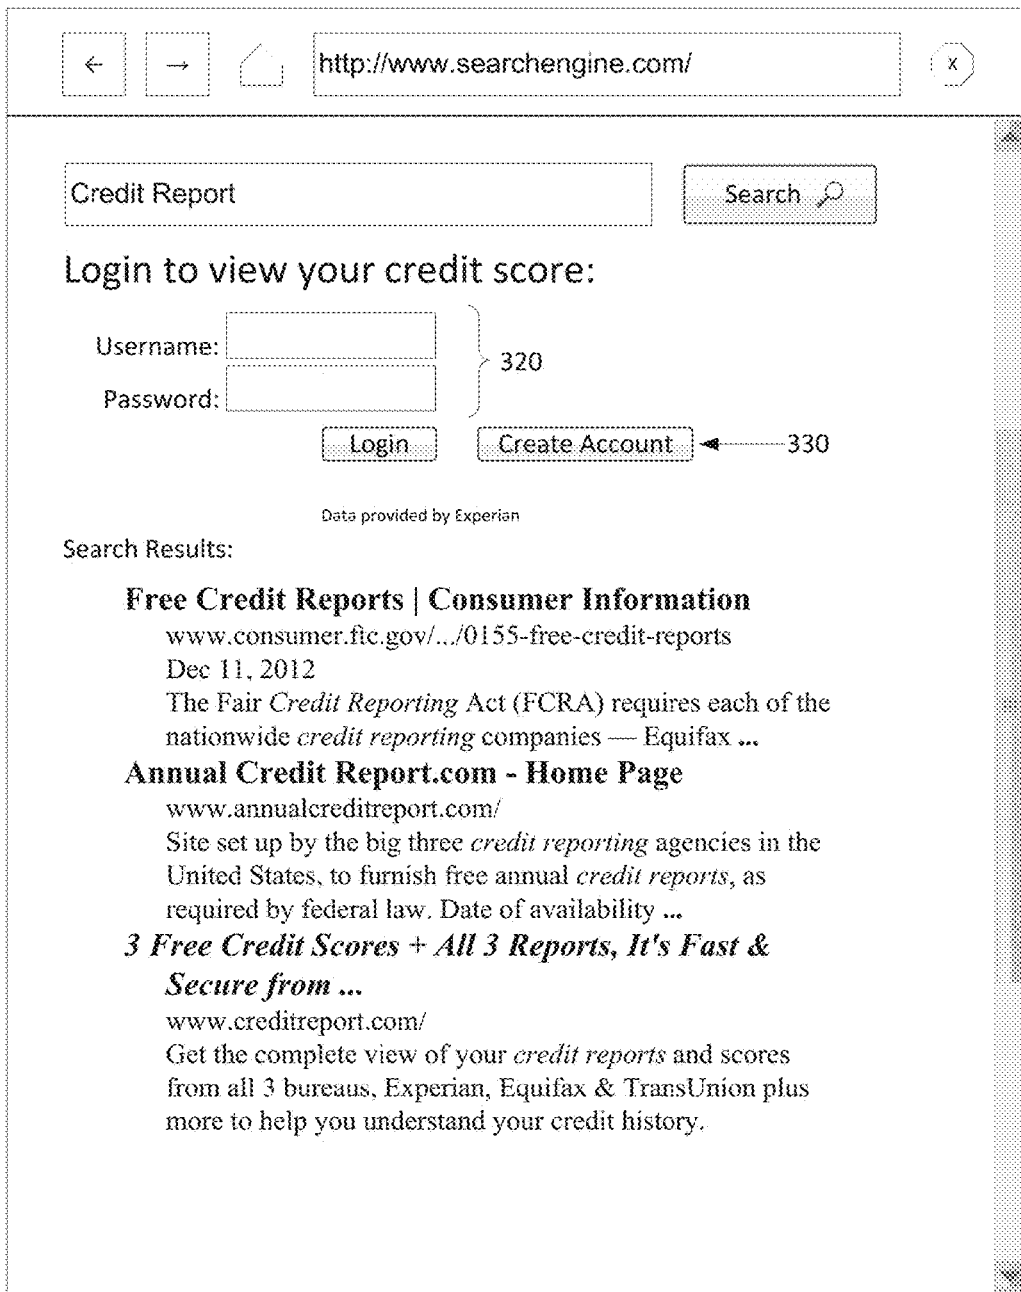 ← → http://www.searchengine.com/ x
Credit Report Search
Login to view your credit score:
Username:
320
Password:
Login Create Account 330
Data provided by Experian
Search Results:
Free Credit Reports | Consumer Information
www.consumer.ftc.gov/.../0155-free-credit-reports
Dec 11, 2012
The Fair Credit Reporting Act (FCRA) requires each of the
nationwide credit reporting companies — Equifax ...
Annual Credit Report.com - Home Page
www.annualcreditreport.com/
Site set up by the big three credit reporting agencies in the
United States, to furnish free annual credit reports, as
required by federal law. Date of availability ...
3 Free Credit Scores + All 3 Reports, It's Fast &
Secure from ...
www.creditreport.com/
Get the complete view of your credit reports and scores
from all 3 bureaus, Experian, Equifax & TransUnion plus
more to help you understand your credit history.